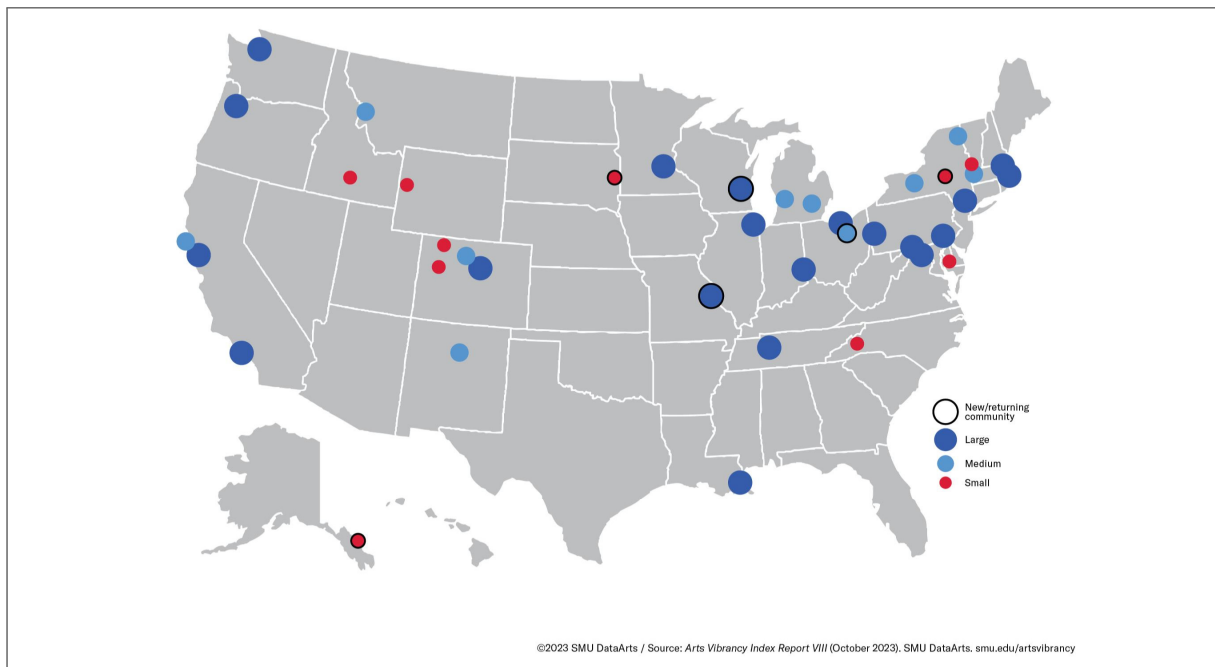 New/returning
community
Large
Medium
Small
©2023 SMU DataArts / Source: Arts Vibrancy Index Report VIII (October 2023). SMU DataArts. smu.edu/artsvibrancy